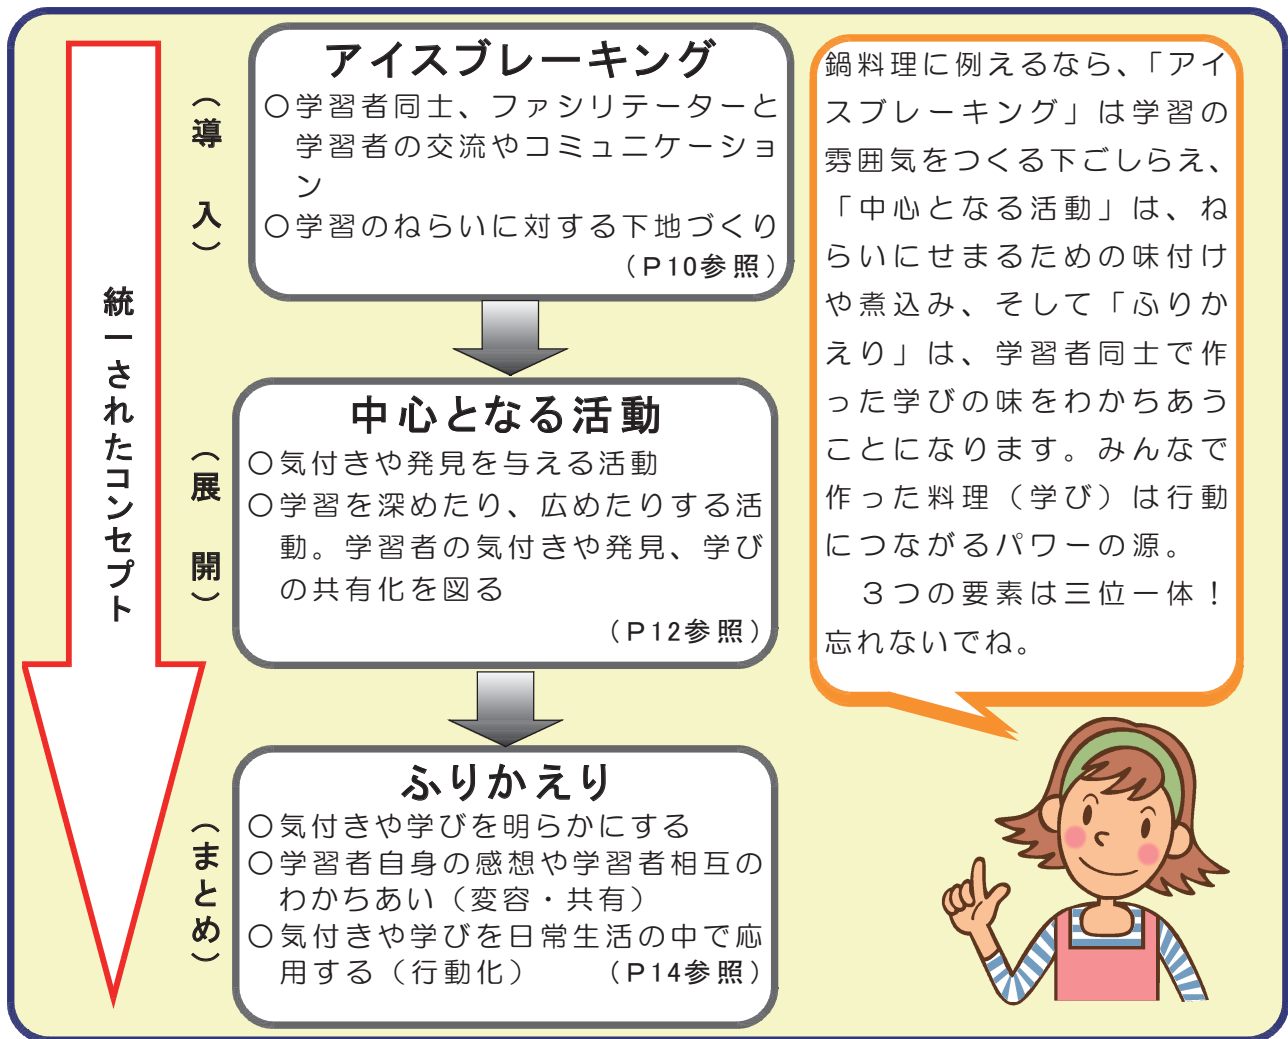 統一されたコンセプト
（導　入）
アイスブレーキング
○学習者同士、ファシリテーターと
学習者の交流やコミュニケーショ
ン
○学習のねらいに対する下地づくり
（P10参照）
（展　開）
中心となる活動
○気付きや発見を与える活動
○学習を深めたり、広めたりする活
動。学習者の気付きや発見、学び
の共有化を図る
（P12参照）
（まとめ）
ふりかえり
○気付きや学びを明らかにする
○学習者自身の感想や学習者相互の
わかちあい（変容・共有）
○気付きや学びを日常生活の中で応
用する（行動化）　（P14参照）
鍋料理に例えるなら、「アイ
スブレーキング」は学習の
雰囲気をつくる下ごしらえ、
「中心となる活動」は、ね
らいにせまるための味付け
や煮込み、そして「ふりか
えり」は、学習者同士で作
った学びの味をわかちあう
ことになります。みんなで
作った料理（学び）は行動
につながるパワーの源。
　３つの要素は三位一体！
忘れないでね。